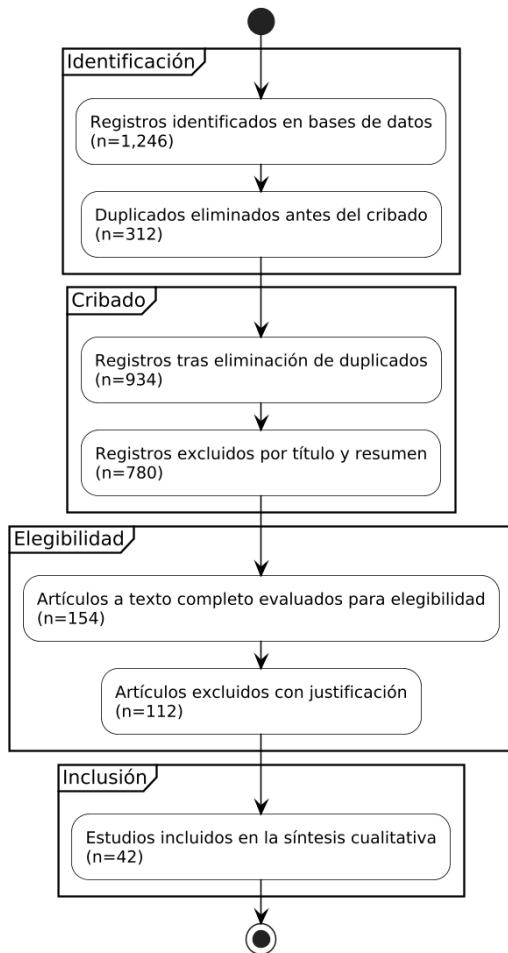 Identificación
Registros identificados en bases de datos
(n=1,246)
Duplicados eliminados antes del cribado
(n=312)
Cribado
Registros tras eliminación de duplicados
(n=934)
Registros excluidos por título y resumen
(n=780)
Elegibilidad
Artículos a texto completo evaluados para elegibilidad
(n=154)
Artículos excluidos con justificación
(n=112)
Inclusión
Estudios incluidos en la síntesis cualitativa
(n=42)